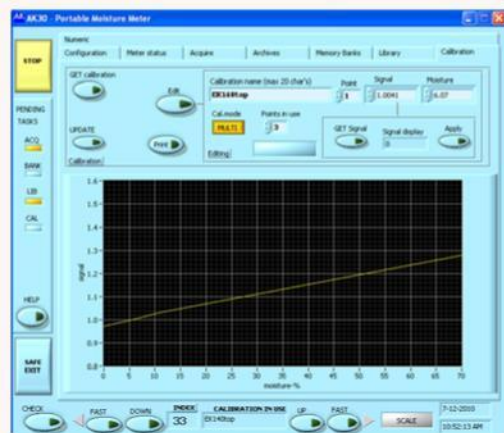 AK30 - Portable Moisture Meter
Numeric
Configuration Meter status Acquire Archives Memory Banks Library Calibration
STOP
GET calibration
Edit
Calibration name (max 20 char's) Point Signal Moisture
EK140top 1 1.0041 6.07
Cal.mode Points in use
MULTI 3
UPDATE
Print
GET Signal Signal display Apply
0
Editing
Calibration
PENDING
TASKS
ACQ
BANK
LIB
CAL
HELP
SAFE
EXIT
1.6
1.5
1.4
1.3
1.2
1.1
1.0
0.9
0.8
signal
0 5 10 15 20 25 30 35 40 45 50 55 60 65 70
moisture-%
CHECK FAST DOWN INDEX CALIBRATION IN USE UP FAST
33 EK140top
SCALE
7-12-2010
10:52:13 AM